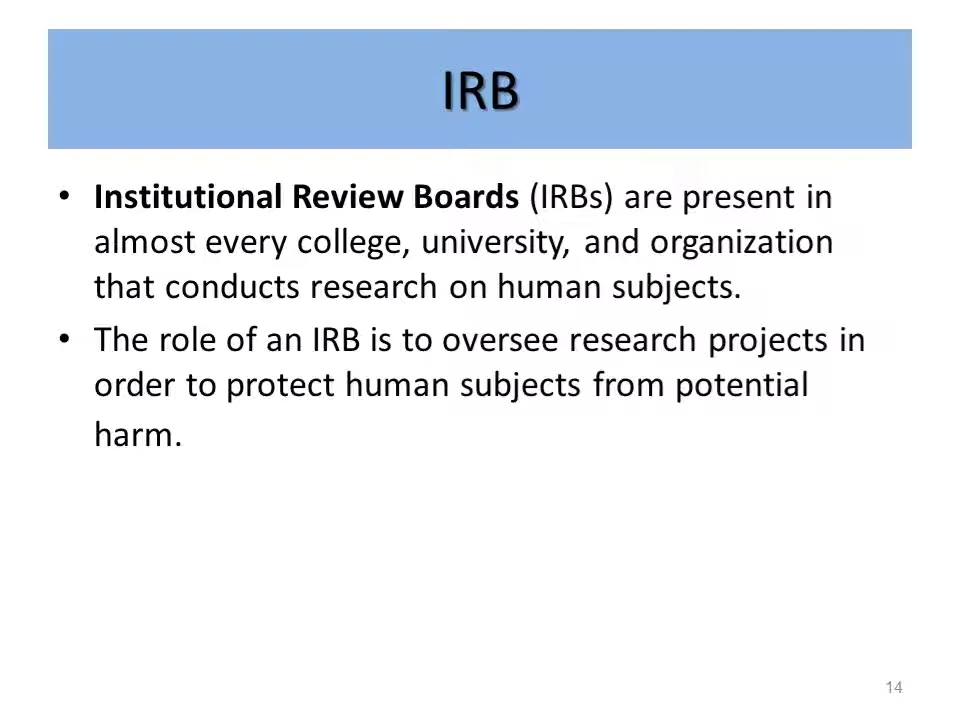 IRB
• Institutional Review Boards (IRBs) are present in
almost every college, university, and organization
that conducts research on human subjects.
• The role of an IRB is to oversee research projects in
order to protect human subjects from potential
harm.
14